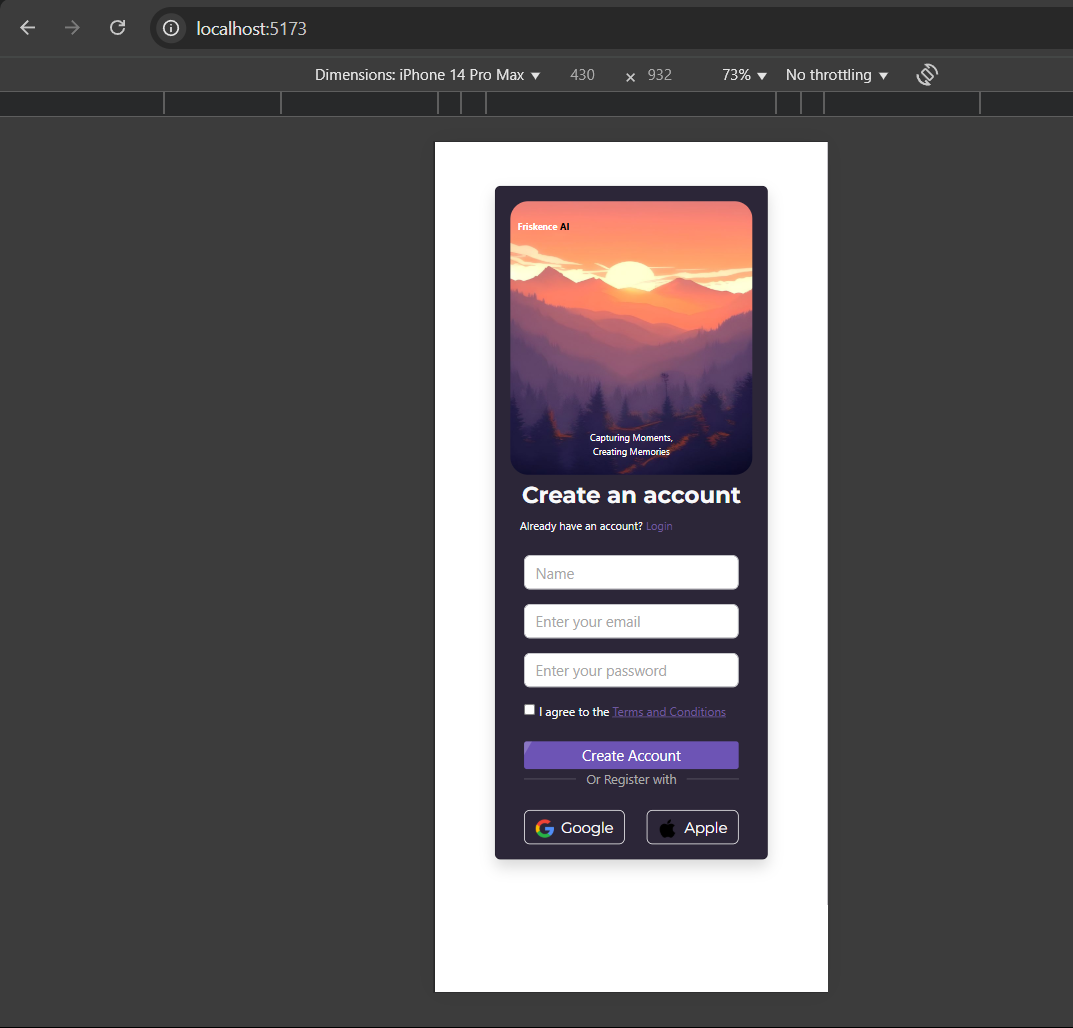 localhost:5173
Dimensions: iPhone 14 Pro Max ▼ 430 × 932 73% ▼ No throttling ▼
Friskence AI
Capturing Moments,
Creating Memories
Create an account
Already have an account? Login
Name
Enter your email
Enter your password
I agree to the Terms and Conditions
Create Account
Or Register with
Google Apple